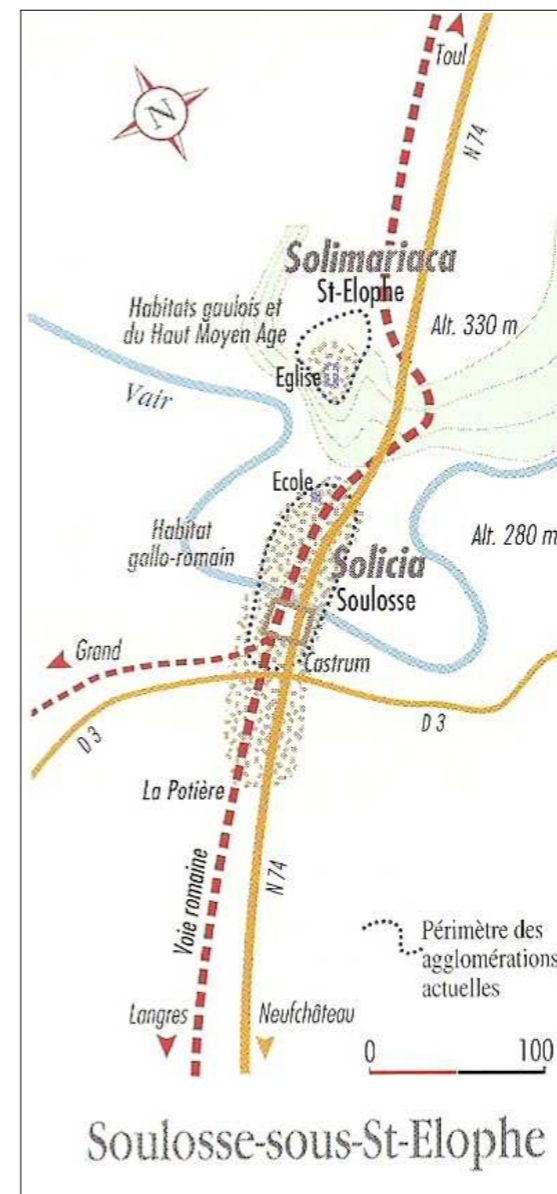 Toul
N 74
N
Solimariaca
St-Elophe
Habitats gaulois et
du Haut Moyen Age
Alt. 330 m
Eglise
Vair
Ecole
Habitat
gallo-romain
Alt. 280 m
Solicia
Soulosse
Grand
Castrum
D 3
D 3
La Potière
Voie romaine
N 74
Périmètre des
agglomérations
actuelles
Langres
Neufchâteau
0
100
Soulosse-sous-St-Elophe